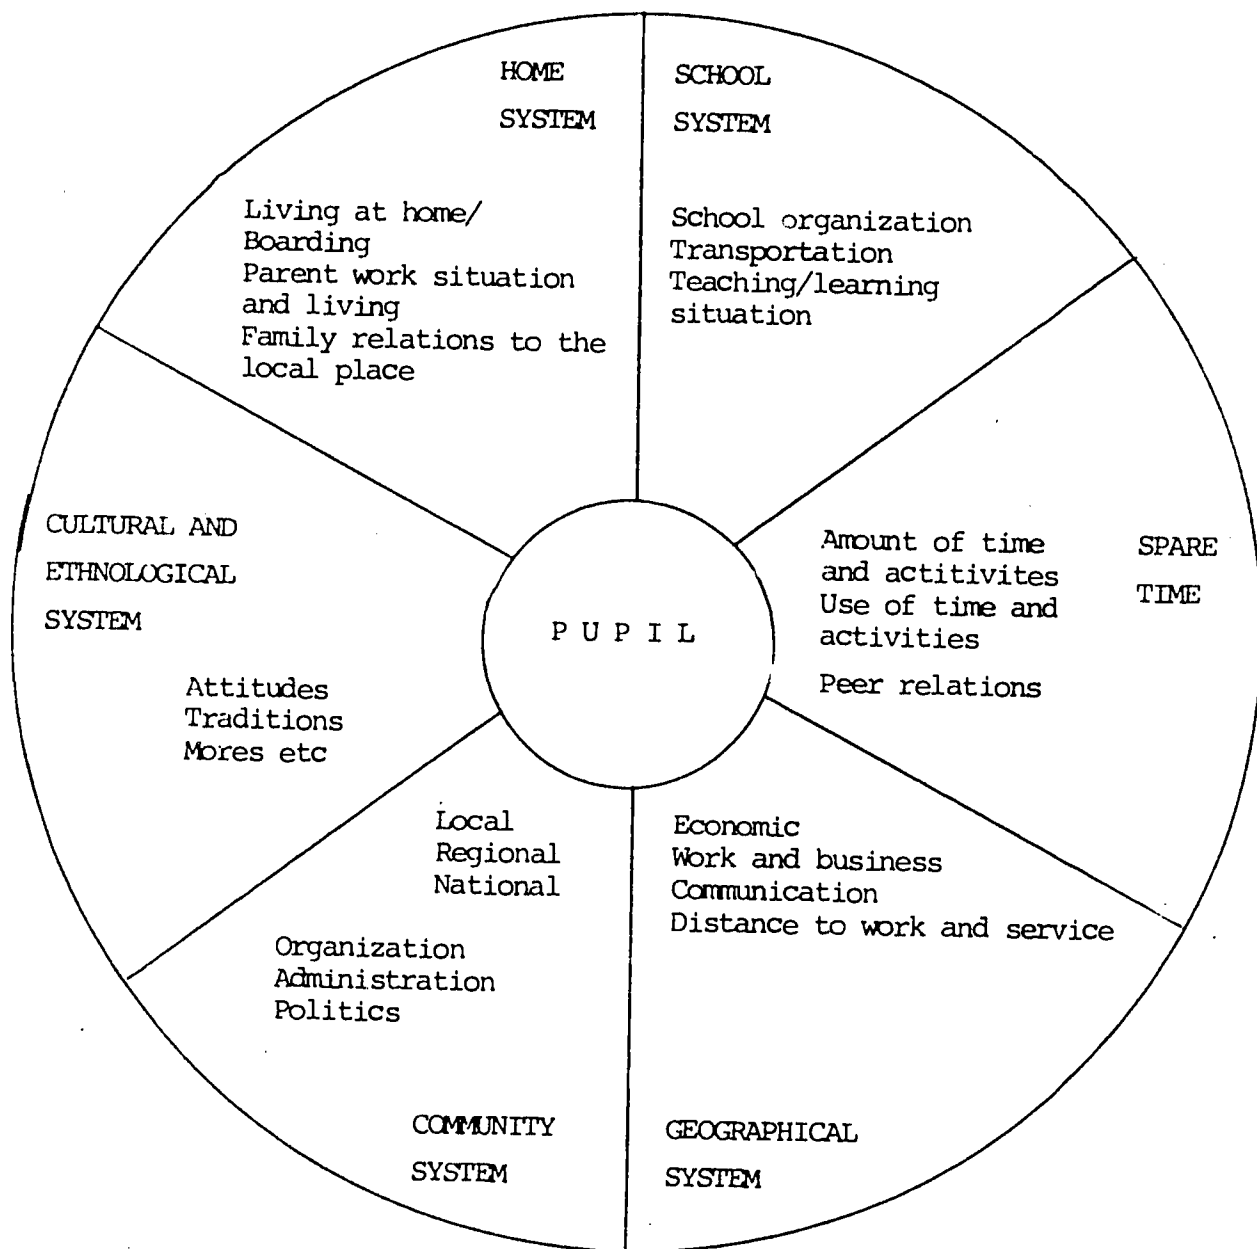 HOME
SYSTEM
Living at home/
Boarding
Parent work situation
and living
Family relations to the
local place
SCHOOL
SYSTEM
School organization
Transportation
Teaching/learning
situation
CULTURAL AND
ETHNOLOGICAL
SYSTEM
Attitudes
Traditions
Mores etc
P U P I L
Amount of time
and actitivites
Use of time and
activities
Peer relations
SPARE
TIME
Local
Regional
National
Organization
Administration
Politics
COMMUNITY
SYSTEM
Economic
Work and business
Communication
Distance to work and service
GEOGRAPHICAL
SYSTEM